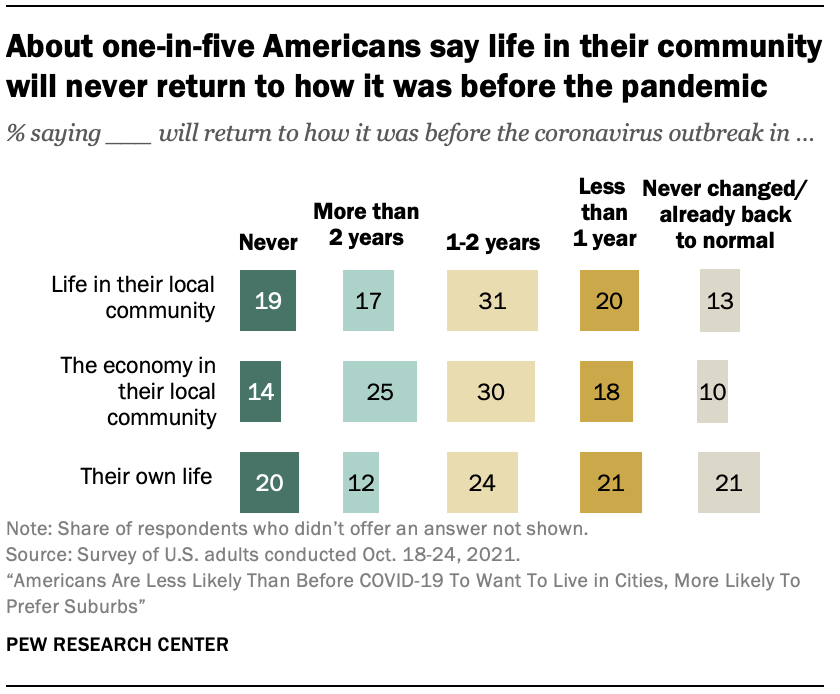 About one-in-five Americans say life in their community
will never return to how it was before the pandemic
% saying ___ will return to how it was before the coronavirus outbreak in ...
Never
More than
2 years
1-2 years
Less
than
1 year
Never changed/
already back
to normal
Life in their local
community
19
17
31
20
13
The economy in
their local
community
14
25
30
18
10
Their own life
20
12
24
21
21
Note: Share of respondents who didn’t offer an answer not shown.
Source: Survey of U.S. adults conducted Oct. 18-24, 2021.
“Americans Are Less Likely Than Before COVID-19 To Want To Live in Cities, More Likely To
Prefer Suburbs”
PEW RESEARCH CENTER